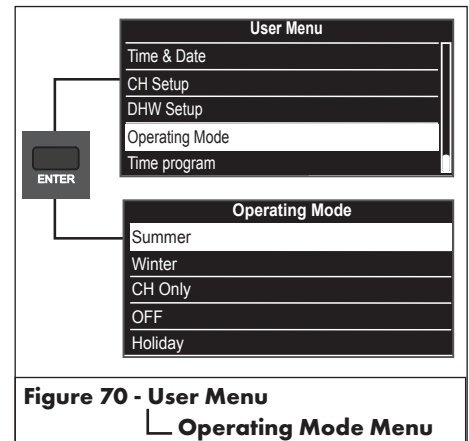 User Menu
Time & Date
CH Setup
DHW Setup
Operating Mode
Time program
ENTER
Operating Mode
Summer
Winter
CH Only
OFF
Holiday
Figure 70 - User Menu
Operating Mode Menu